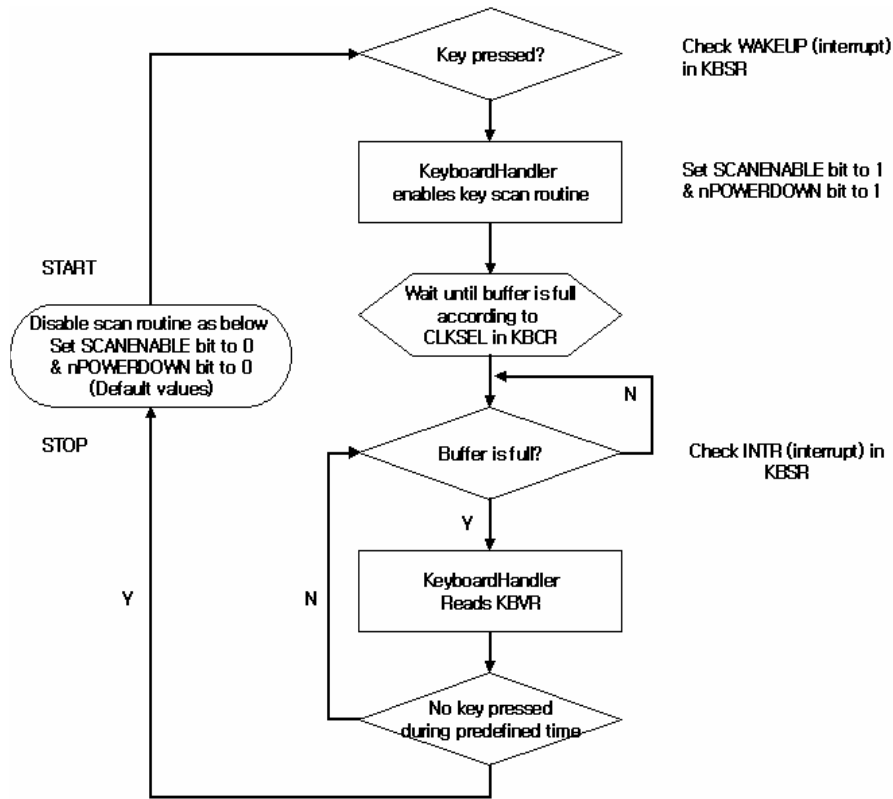 Key pressed?
Check WAKEUP (interrupt)
in KBSR
KeyboardHandler
enables key scan routine
Set SCANENABLE bit to 1
& nPOWERDOWN bit to 1
START
Wait until buffer is full
according to
CLKSEL in KBCR
Disable scan routine as below
Set SCANENABLE bit to 0
& nPOWERDOWN bit to 0
(Default values)
N
STOP
Buffer is full?
Check INTR (interrupt) in
KBSR
Y
KeyboardHandler
Reads KBVR
Y
N
No key pressed
during predefined time